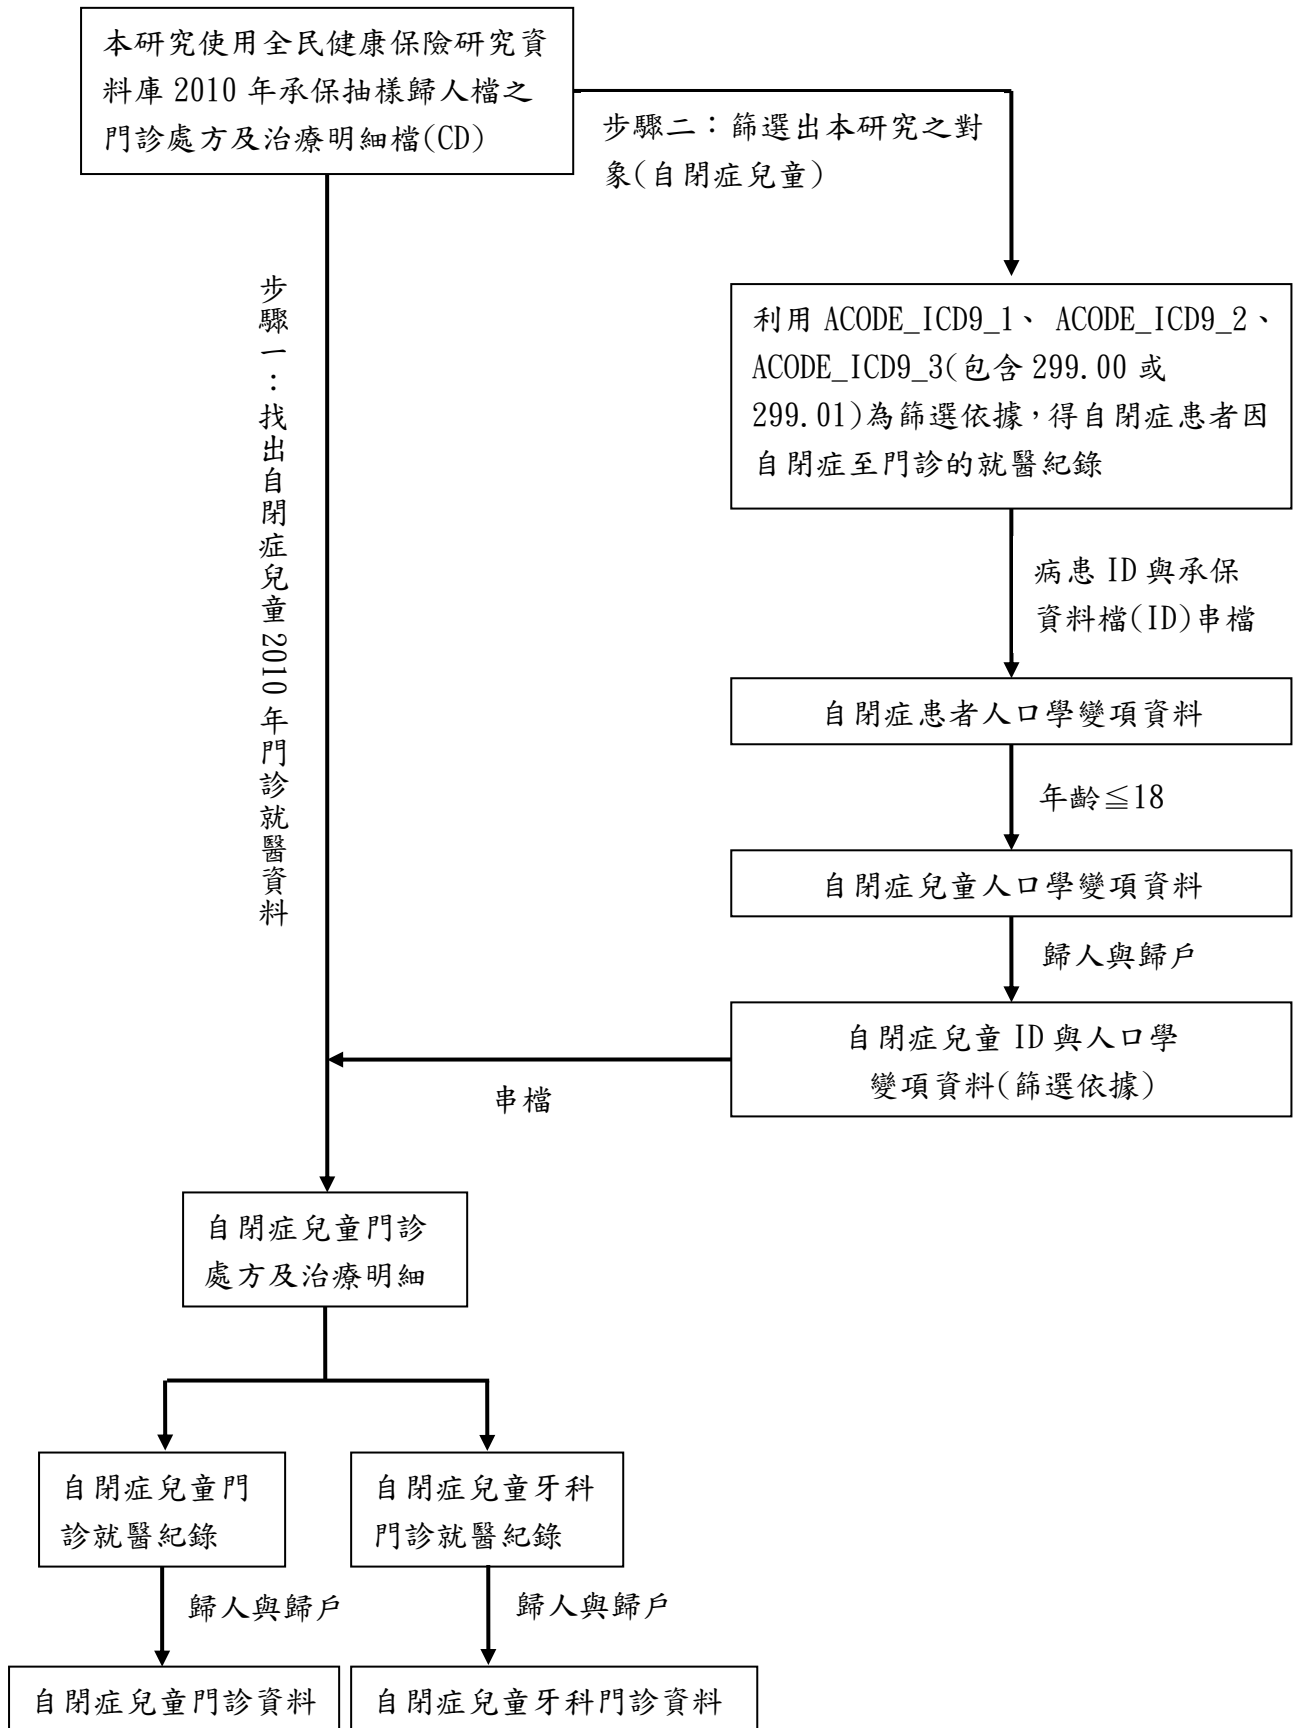 本研究使用全民健康保險研究資
料庫 2010 年承保抽樣歸人檔之
門診處方及治療明細檔(CD)
步驟二：篩選出本研究之對
象(自閉症兒童)
步驟一：找出自閉症兒童 2010 年門診就醫資料
利用 ACODE_ICD9_1、 ACODE_ICD9_2、
ACODE_ICD9_3(包含 299.00 或
299.01)為篩選依據，得自閉症患者因
自閉症至門診的就醫紀錄
病患 ID 與承保
資料檔(ID)串檔
自閉症患者人口學變項資料
年齡≦18
自閉症兒童人口學變項資料
歸人與歸戶
自閉症兒童 ID 與人口學
變項資料(篩選依據)
串檔
自閉症兒童門診
處方及治療明細
自閉症兒童門
診就醫紀錄
自閉症兒童牙科
門診就醫紀錄
歸人與歸戶
歸人與歸戶
自閉症兒童門診資料
自閉症兒童牙科門診資料